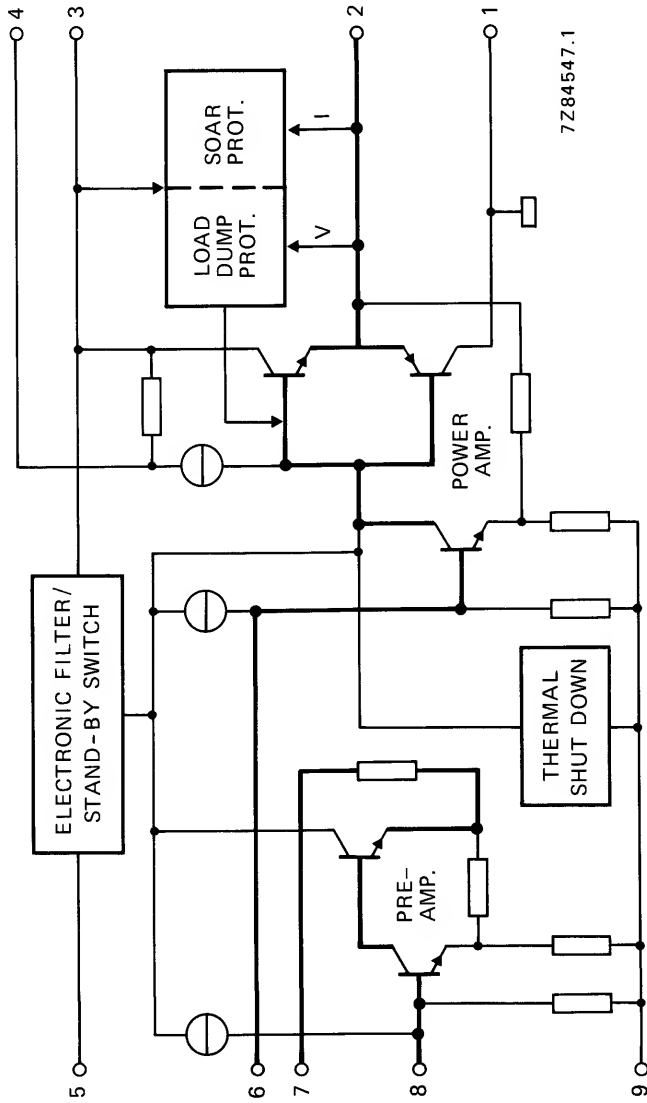 4
3
2
1
7Z84547.1
SOAR
PROT.
LOAD
DUMP
PROT.
I
V
POWER
AMP.
ELECTRONIC FILTER/
STAND-BY SWITCH
THERMAL
SHUT DOWN
PRE-
AMP.
5
6
7
8
9